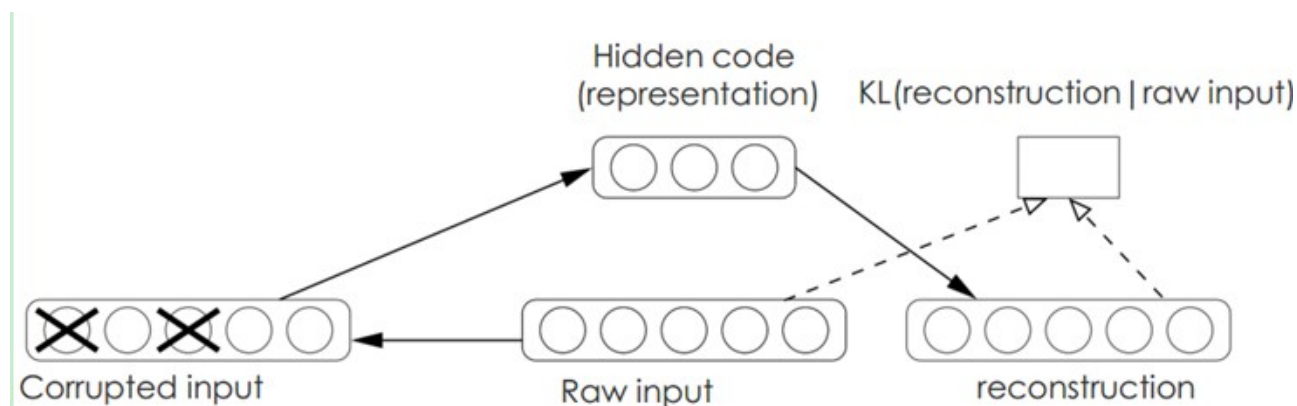 Hidden code
(representation)
KL(reconstruction | raw input)
Corrupted input
Raw input
reconstruction